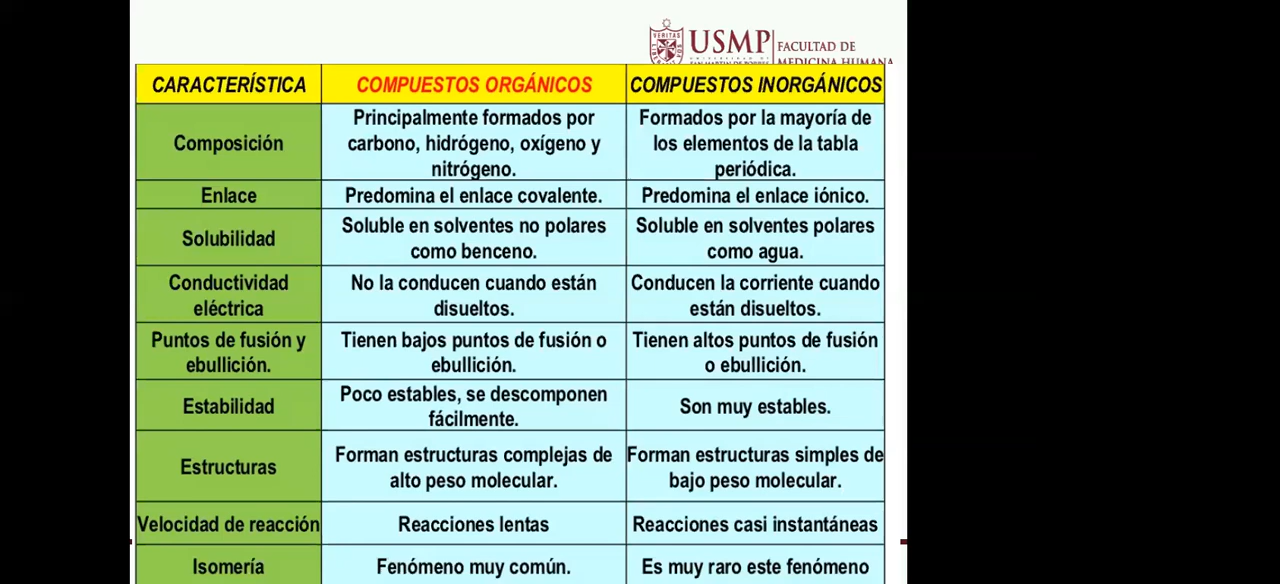 USMP
FACULTAD DE
MEDICINA HUMANA
CARACTERÍSTICA
COMPUESTOS ORGÁNICOS
COMPUESTOS INORGÁNICOS
Composición
Principalmente formados por
carbono, hidrógeno, oxígeno y
nitrógeno.
Formados por la mayoría de
los elementos de la tabla
periódica.
Enlace
Predomina el enlace covalente.
Predomina el enlace iónico.
Solubilidad
Soluble en solventes no polares
como benceno.
Soluble en solventes polares
como agua.
Conductividad
eléctrica
No la conducen cuando están
disueltos.
Conducen la corriente cuando
están disueltos.
Puntos de fusión y
ebullición.
Tienen bajos puntos de fusión o
ebullición.
Tienen altos puntos de fusión
o ebullición.
Estabilidad
Poco estables, se descomponen
fácilmente.
Son muy estables.
Estructuras
Forman estructuras complejas de
alto peso molecular.
Forman estructuras simples de
bajo peso molecular.
Velocidad de reacción
Reacciones lentas
Reacciones casi instantáneas
Isomería
Fenómeno muy común.
Es muy raro este fenómeno